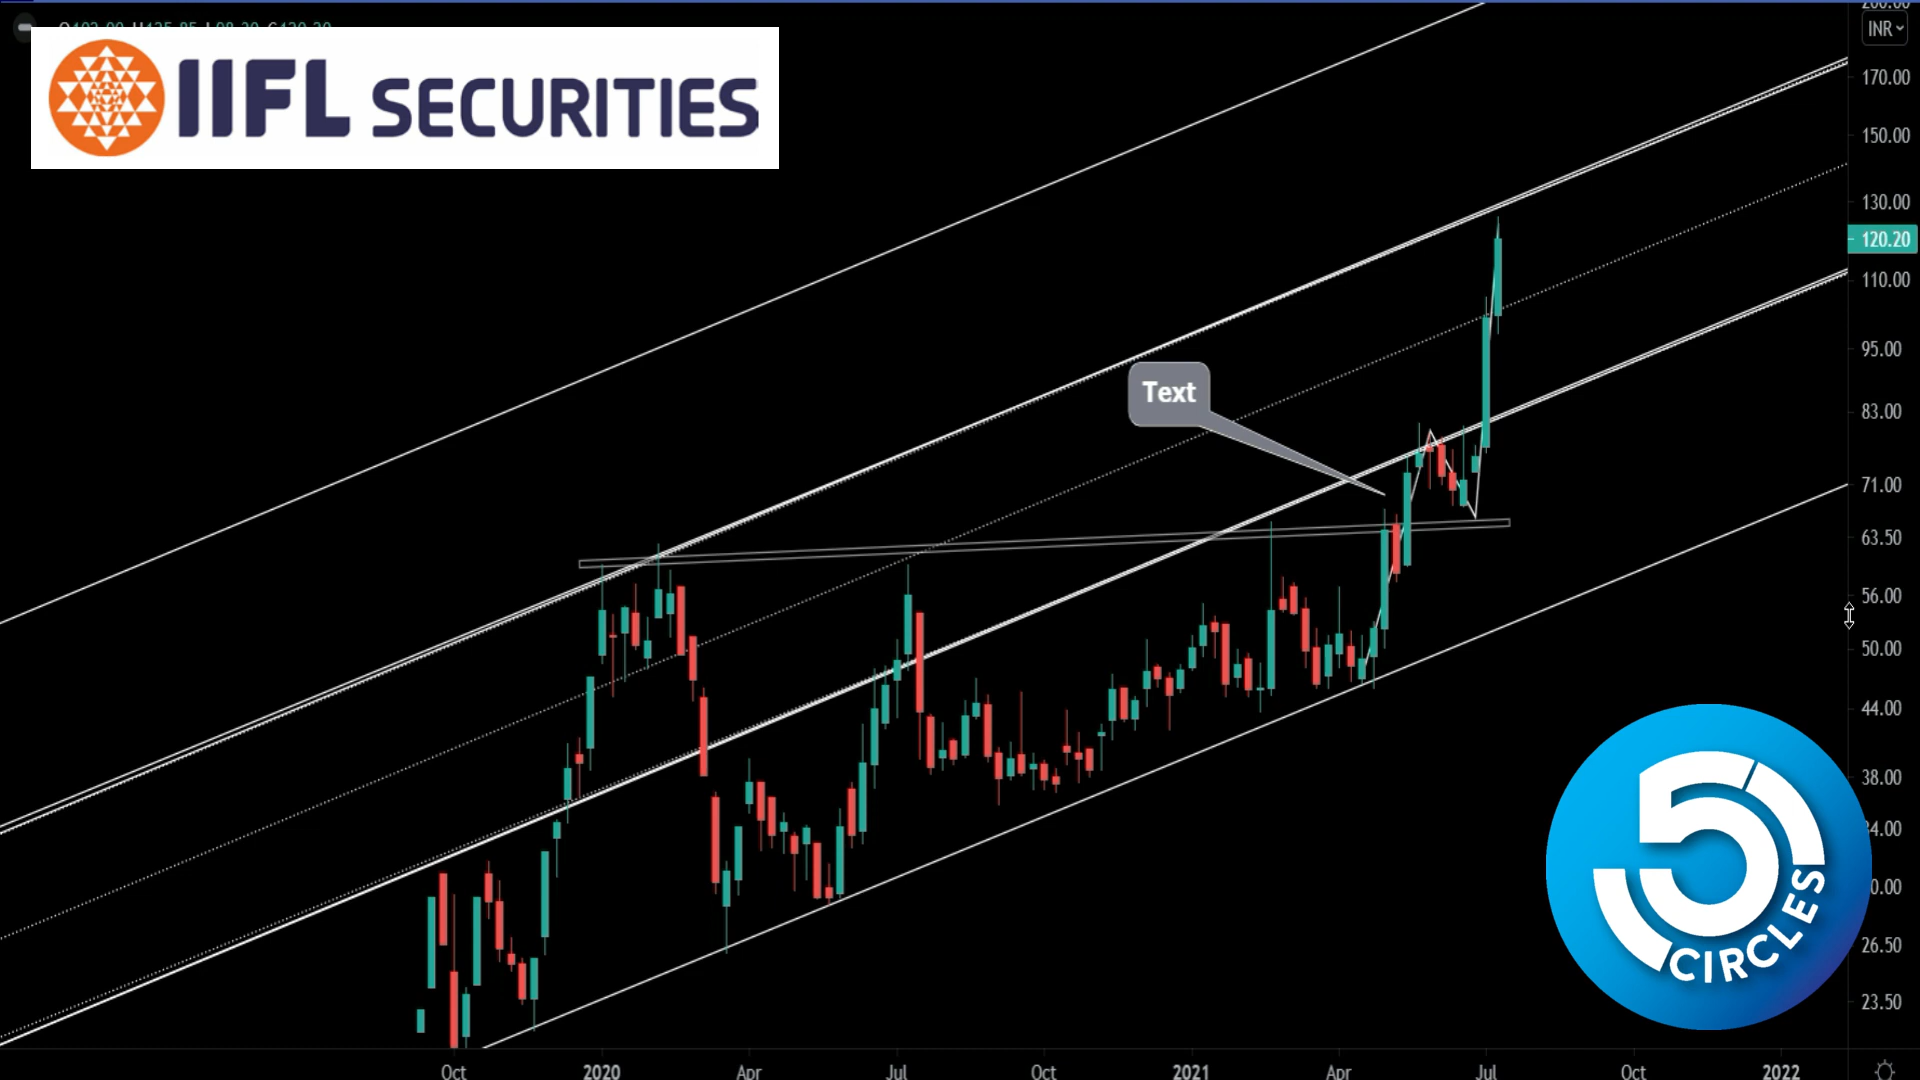 IIFL SECURITIES
INR
170.00
150.00
130.00
120.20
110.00
95.00
Text
83.00
71.00
63.50
56.00
50.00
44.00
38.00
26.50
23.50
5
CIRCLES
Oct
2020
Apr
Jul
Oct
2021
Apr
Jul
Oct
2022